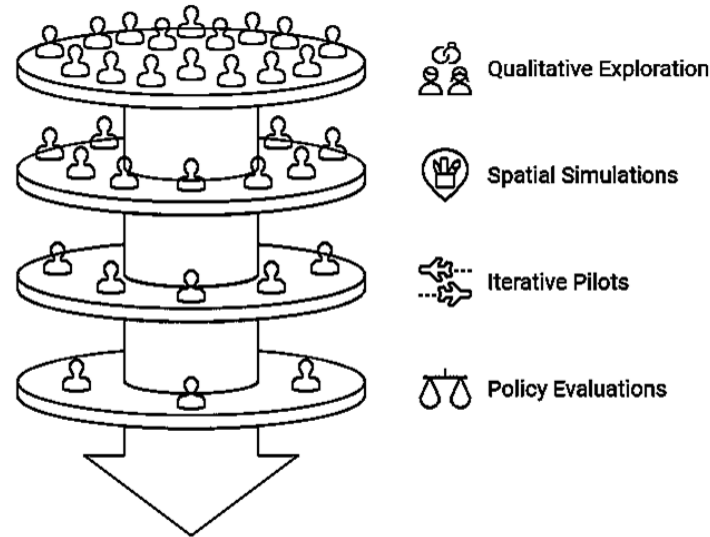 Qualitative Exploration
Spatial Simulations
Iterative Pilots
Policy Evaluations